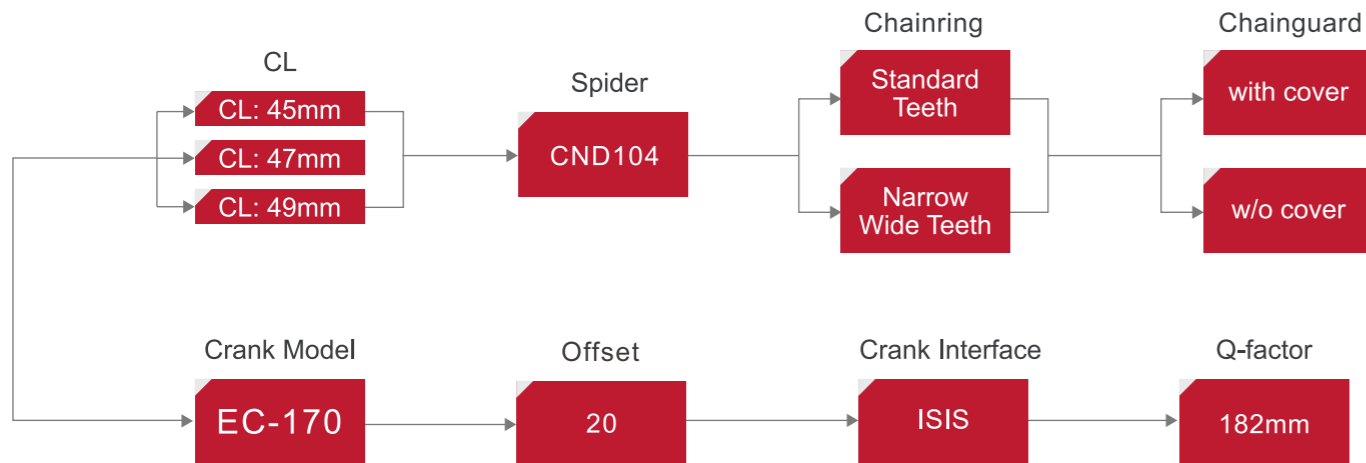 CL
CL: 45mm
CL: 47mm
CL: 49mm
Spider
CND104
Chainring
Standard
Teeth
Narrow
Wide Teeth
Chainguard
with cover
w/o cover
Crank Model
EC-170
Offset
20
Crank Interface
ISIS
Q-factor
182mm